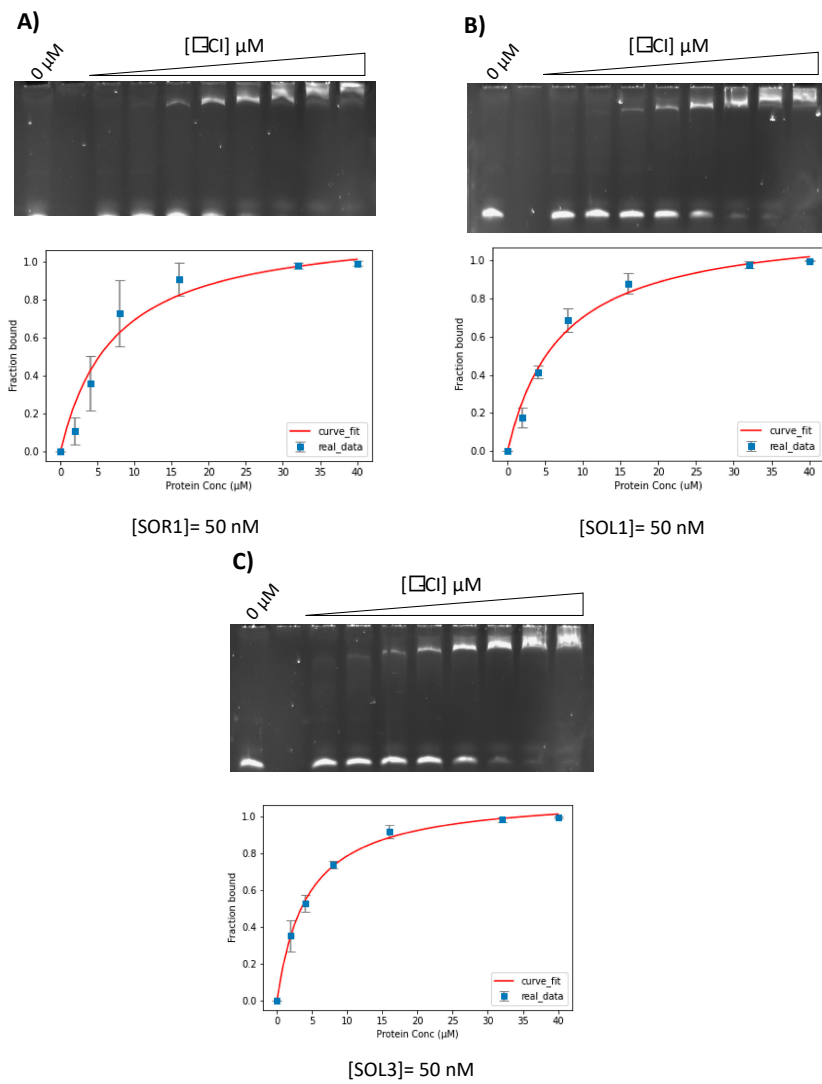 A)
[□-CI] µM
0 µM
Fraction bound
1.0
0.8
0.6
0.4
0.2
0.0
curve_fit
real_data
0 5 10 15 20 25 30 35 40
Protein Conc (µM)
[SOR1]= 50 nM
B)
[□-CI] µM
0 µM
Fraction bound
1.0
0.8
0.6
0.4
0.2
0.0
curve_fit
real_data
0 5 10 15 20 25 30 35 40
Protein Conc (uM)
[SOL1]= 50 nM
C)
[□-CI] µM
0 µM
Fraction bound
1.0
0.8
0.6
0.4
0.2
0.0
curve_fit
real_data
0 5 10 15 20 25 30 35 40
Protein Conc (µM)
[SOL3]= 50 nM